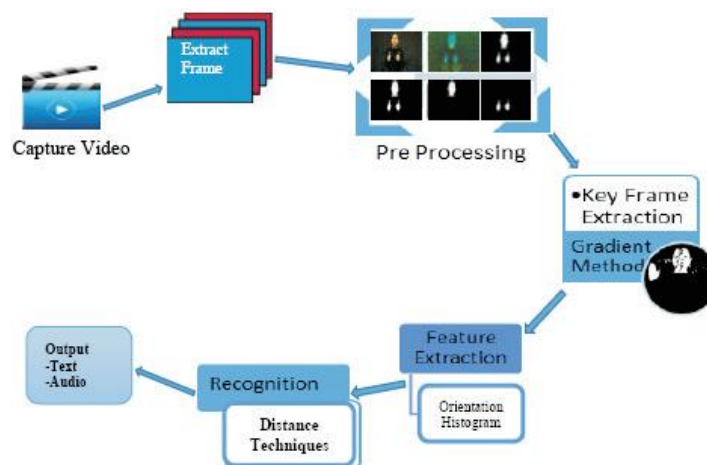 Extract
Frame
Capture Video
Pre Processing
•Key Frame
Extraction
Gradient
Method
Feature
Extraction
Orientation
Histogram
Recognition
Distance
Techniques
Output
-Text
-Audio